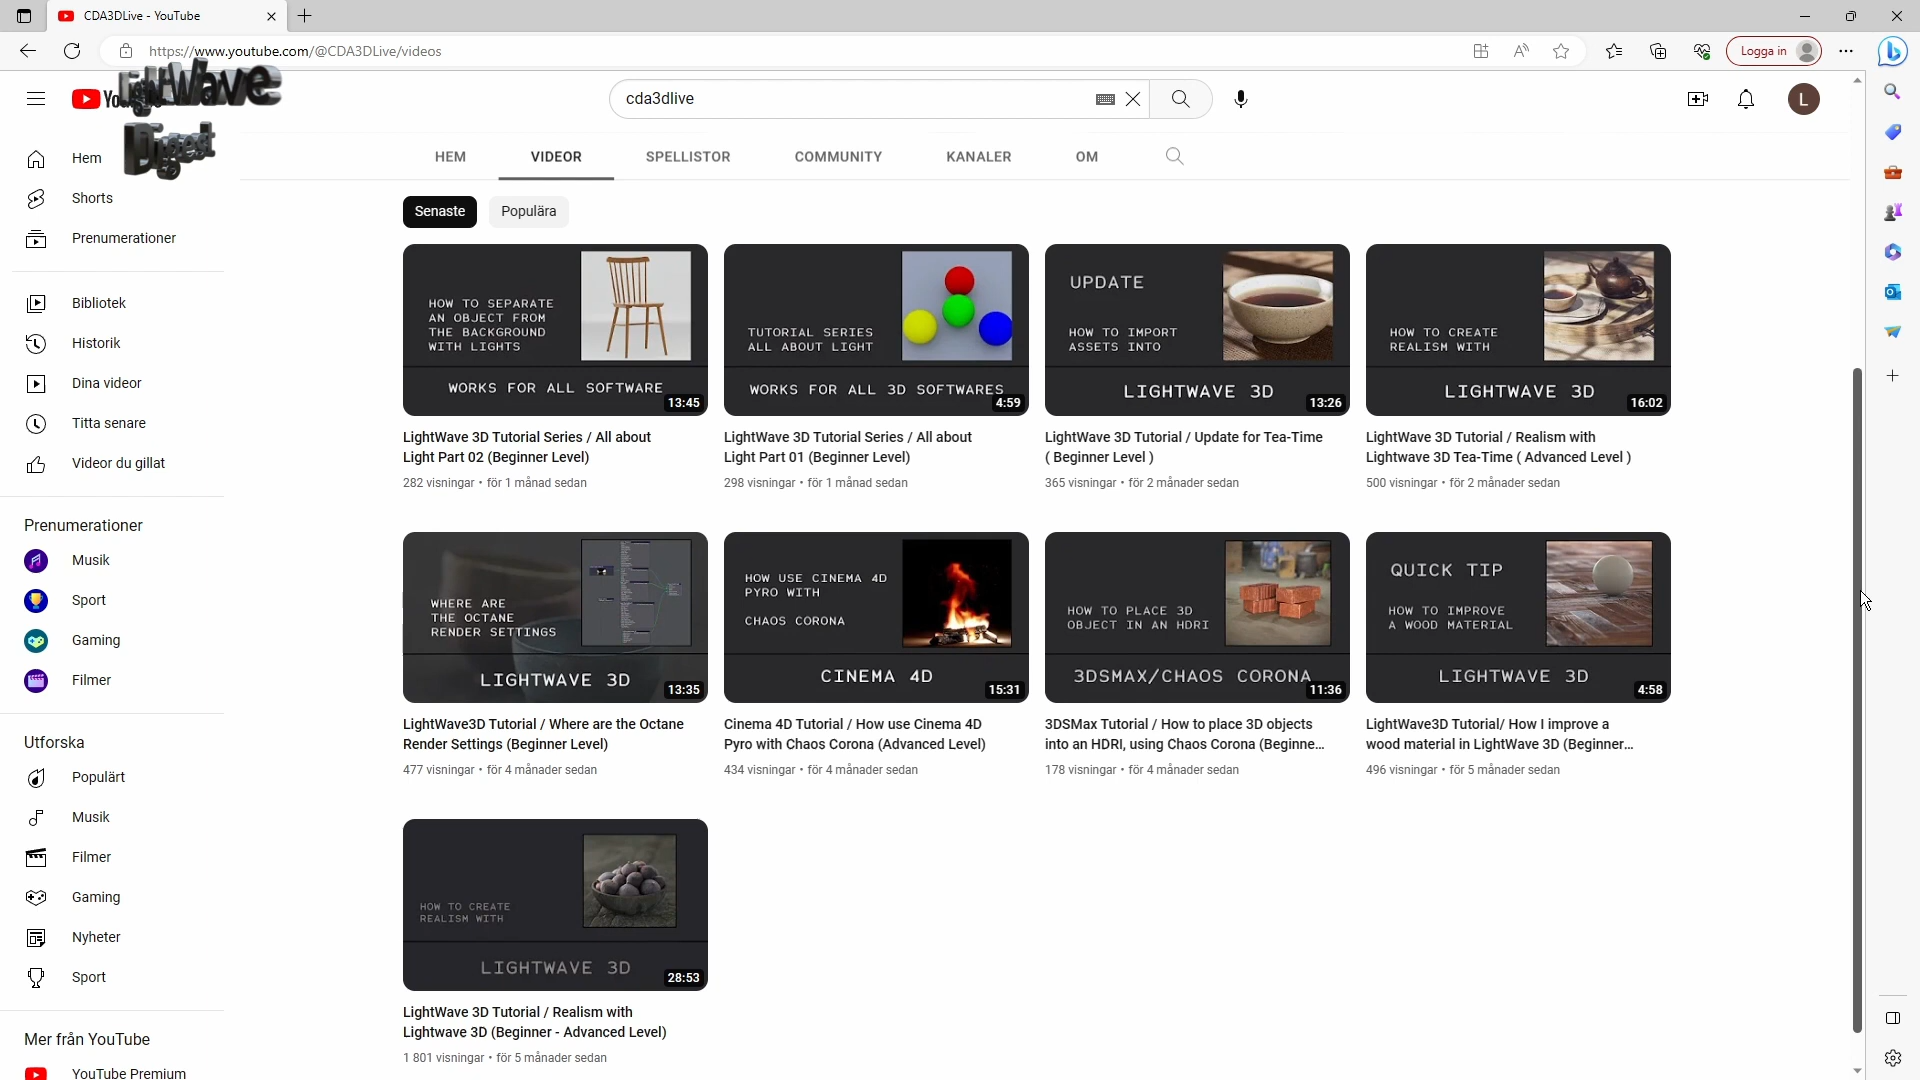 CDA3DLive - YouTube
https://www.youtube.com/@CDA3DLive/videos
Logga in
LightWave
Digest
cda3dlive
L
Hem
Shorts
Prenumerationer
Bibliotek
Historik
Dina videor
Titta senare
Videor du gillat
Prenumerationer
Musik
Sport
Gaming
Filmer
Utforska
Populärt
Musik
Filmer
Gaming
Nyheter
Sport
Mer från YouTube
YouTube Premium
HEM
VIDEOR
SPELLISTOR
COMMUNITY
KANALER
OM
Senaste
Populära
HOW TO SEPARATE
AN OBJECT FROM
THE BACKGROUND
WITH LIGHTS
WORKS FOR ALL SOFTWARE
13:45
LightWave 3D Tutorial Series / All about
Light Part 02 (Beginner Level)
282 visningar • för 1 månad sedan
TUTORIAL SERIES
ALL ABOUT LIGHT
WORKS FOR ALL 3D SOFTWARES
4:59
LightWave 3D Tutorial Series / All about
Light Part 01 (Beginner Level)
298 visningar • för 1 månad sedan
UPDATE
HOW TO IMPORT
ASSETS INTO
LIGHTWAVE 3D
13:26
LightWave 3D Tutorial / Update for Tea-Time
( Beginner Level )
365 visningar • för 2 månader sedan
HOW TO CREATE
REALISM WITH
LIGHTWAVE 3D
16:02
LightWave 3D Tutorial / Realism with
Lightwave 3D Tea-Time ( Advanced Level )
500 visningar • för 2 månader sedan
WHERE ARE
THE OCTANE
RENDER SETTINGS
LIGHTWAVE 3D
13:35
LightWave3D Tutorial / Where are the Octane
Render Settings (Beginner Level)
477 visningar • för 4 månader sedan
HOW USE CINEMA 4D
PYRO WITH
CHAOS CORONA
CINEMA 4D
15:31
Cinema 4D Tutorial / How use Cinema 4D
Pyro with Chaos Corona (Advanced Level)
434 visningar • för 4 månader sedan
HOW TO PLACE 3D
OBJECT IN AN HDRI
3DSMAX/CHAOS CORONA
11:36
3DSMax Tutorial / How to place 3D objects
into an HDRI, using Chaos Corona (Beginne...
178 visningar • för 4 månader sedan
QUICK TIP
HOW TO IMPROVE
A WOOD MATERIAL
LIGHTWAVE 3D
4:58
LightWave3D Tutorial/ How I improve a
wood material in LightWave 3D (Beginner...
496 visningar • för 5 månader sedan
HOW TO CREATE
REALISM WITH
LIGHTWAVE 3D
28:53
LightWave 3D Tutorial / Realism with
Lightwave 3D (Beginner - Advanced Level)
1 801 visningar • för 5 månader sedan